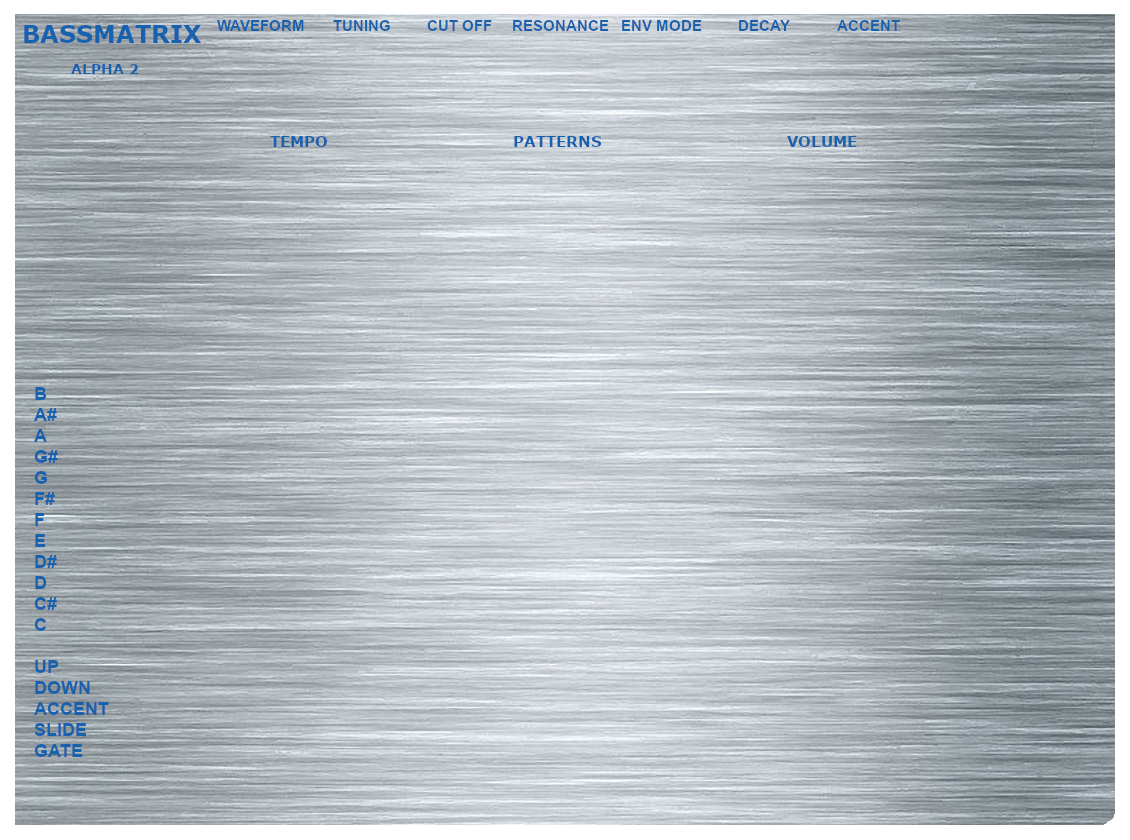 BASSMATRIX WAVEFORM TUNING CUT OFF RESONANCE ENV MODE DECAY ACCENT
ALPHA 2
TEMPO PATTERNS VOLUME
B
A#
A
G#
G
F#
F
E
D#
D
C#
C
UP
DOWN
ACCENT
SLIDE
GATE